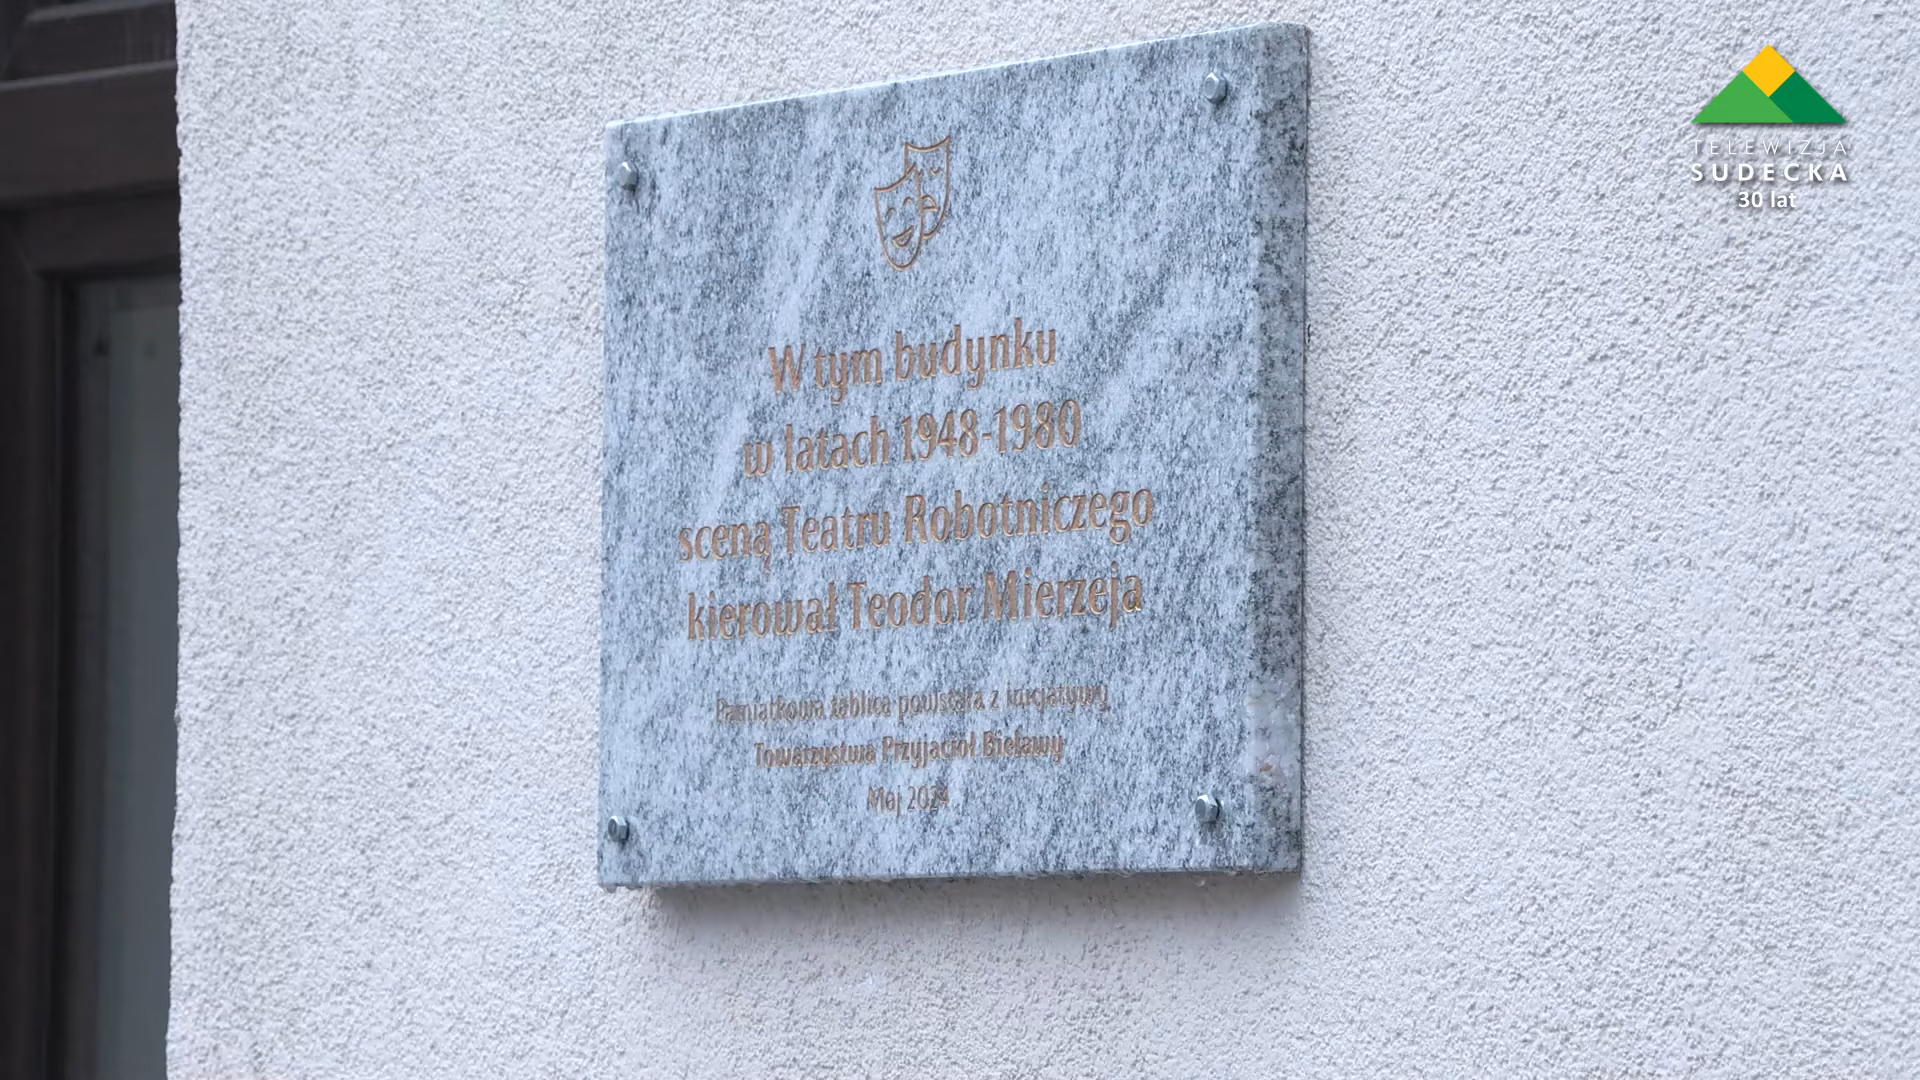 W tym budynku
w latach 1948-1980
sceną Teatru Robotniczego
kierował Teodor Mierzeja
Pamiątkowa tablica powstała z inicjatywy
Towarzystwa Przyjaciół Bielawy
Maj 2024
TELEWIZJA
SUDECKA
30 lat